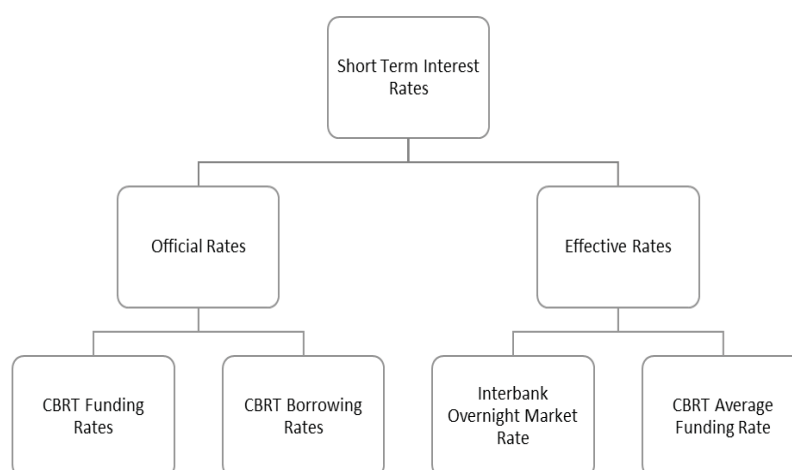 Short Term Interest
Rates
Official Rates
Effective Rates
CBRT Funding
Rates
CBRT Borrowing
Rates
Interbank
Overnight Market
Rate
CBRT Average
Funding Rate